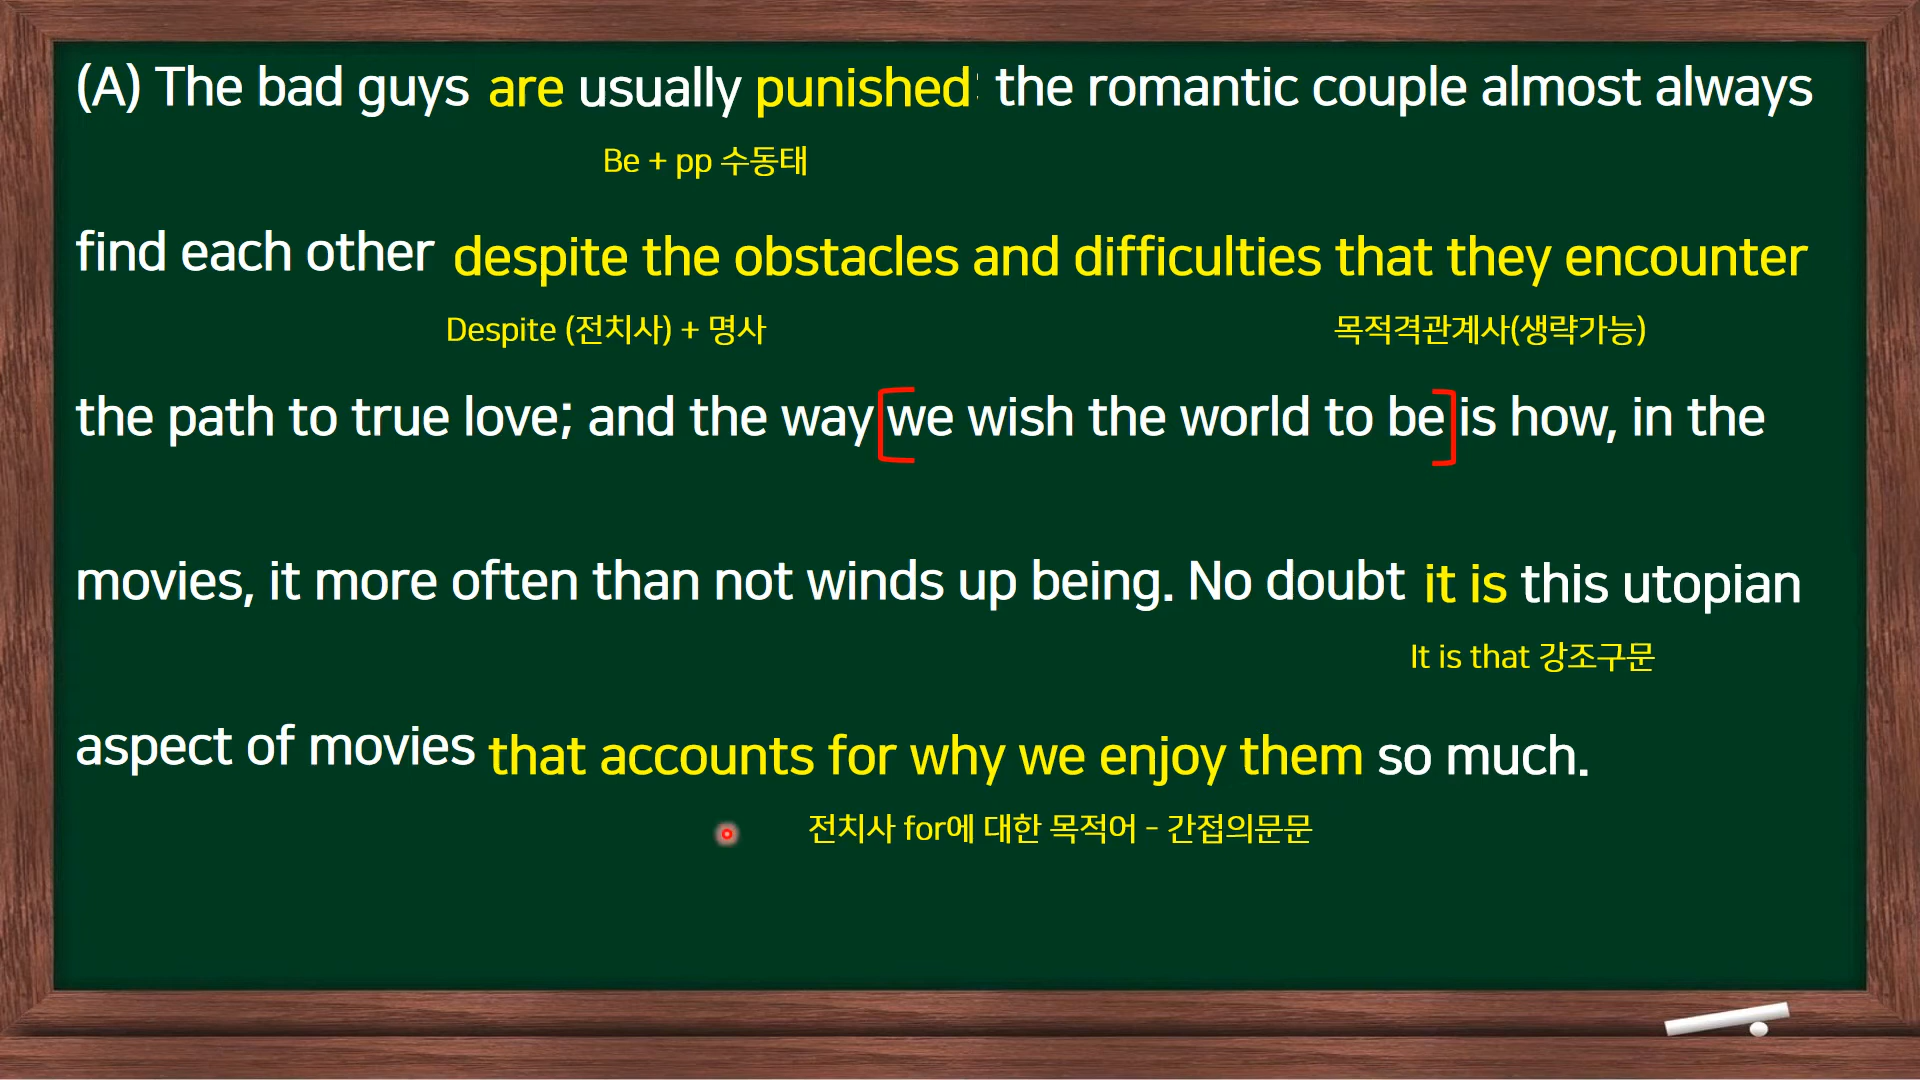 (A) The bad guys are usually punished; the romantic couple almost always
Be + pp 수동태
find each other despite the obstacles and difficulties that they encounter
Despite (전치사) + 명사 목적격관계사(생략가능)
the path to true love; and the way [we wish the world to be] is how, in the
movies, it more often than not winds up being. No doubt it is this utopian
It is that 강조구문
aspect of movies that accounts for why we enjoy them so much.
전치사 for에 대한 목적어 - 간접의문문